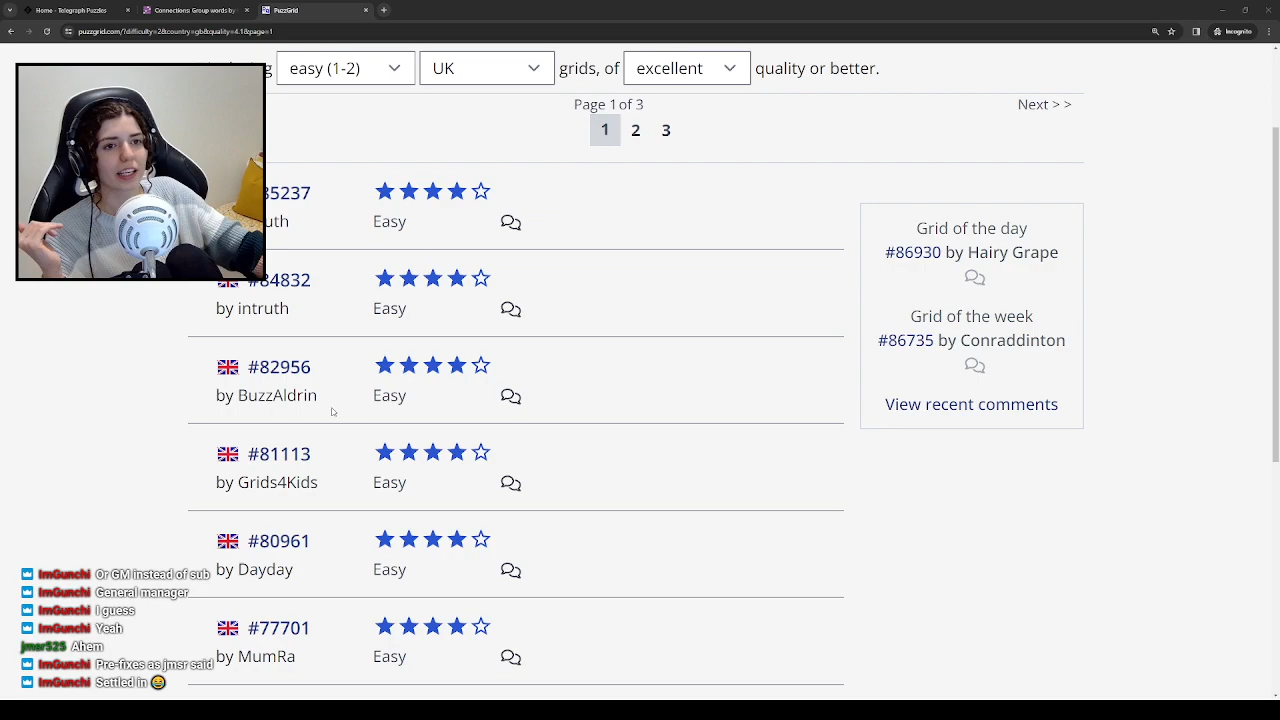 Home - Telegraph Puzzles
Connections: Group words by
PuzzGrid
puzzgrid.com/?difficulty=2&country=gb&quality=4.1&page=1
Incognito
easy (1-2) UK grids, of excellent quality or better.
Page 1 of 3
Next > >
1 2 3
85237
uth
Easy
#84832
by intruth
Easy
#82956
by BuzzAldrin
Easy
#81113
by Grids4Kids
Easy
#80961
by Dayday
Easy
#77701
by MumRa
Easy
Grid of the day
#86930 by Hairy Grape
Grid of the week
#86735 by Conraddinton
View recent comments
ImGunchi Or GM instead of sub
ImGunchi General manager
ImGunchi I guess
ImGunchi Yeah
jmsr525 Ahem
ImGunchi Pre-fixes as jmsr said
ImGunchi Settled in 😂